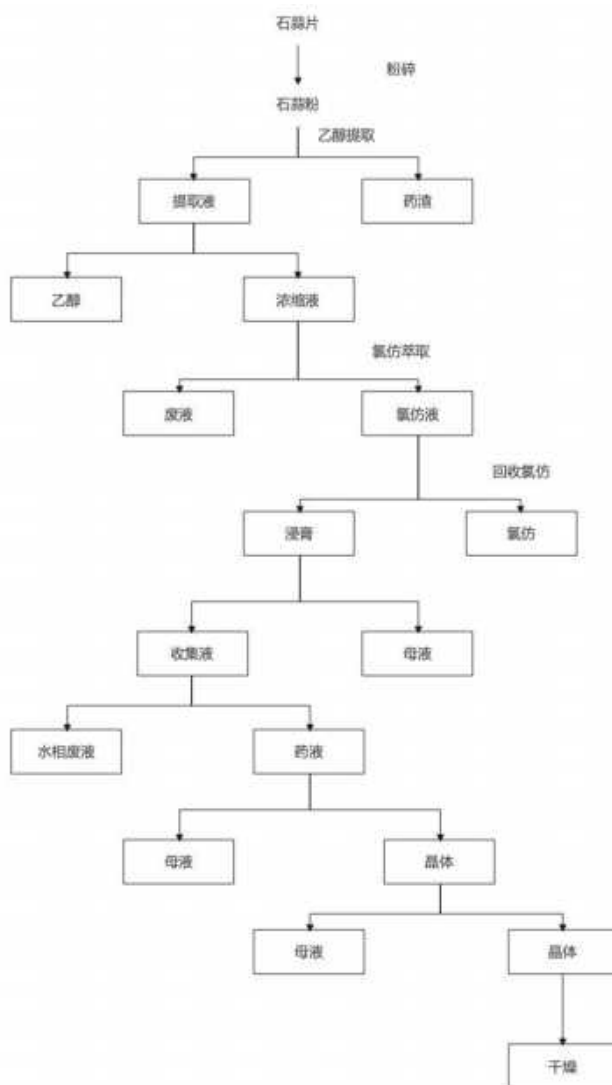 石蒜片
粉碎
石蒜粉
乙醇提取
提取液
药渣
乙醇
浓缩液
氯仿萃取
废液
氯仿液
回收氯仿
浸膏
氯仿
收集液
母液
水相废液
药液
母液
晶体
母液
晶体
干燥